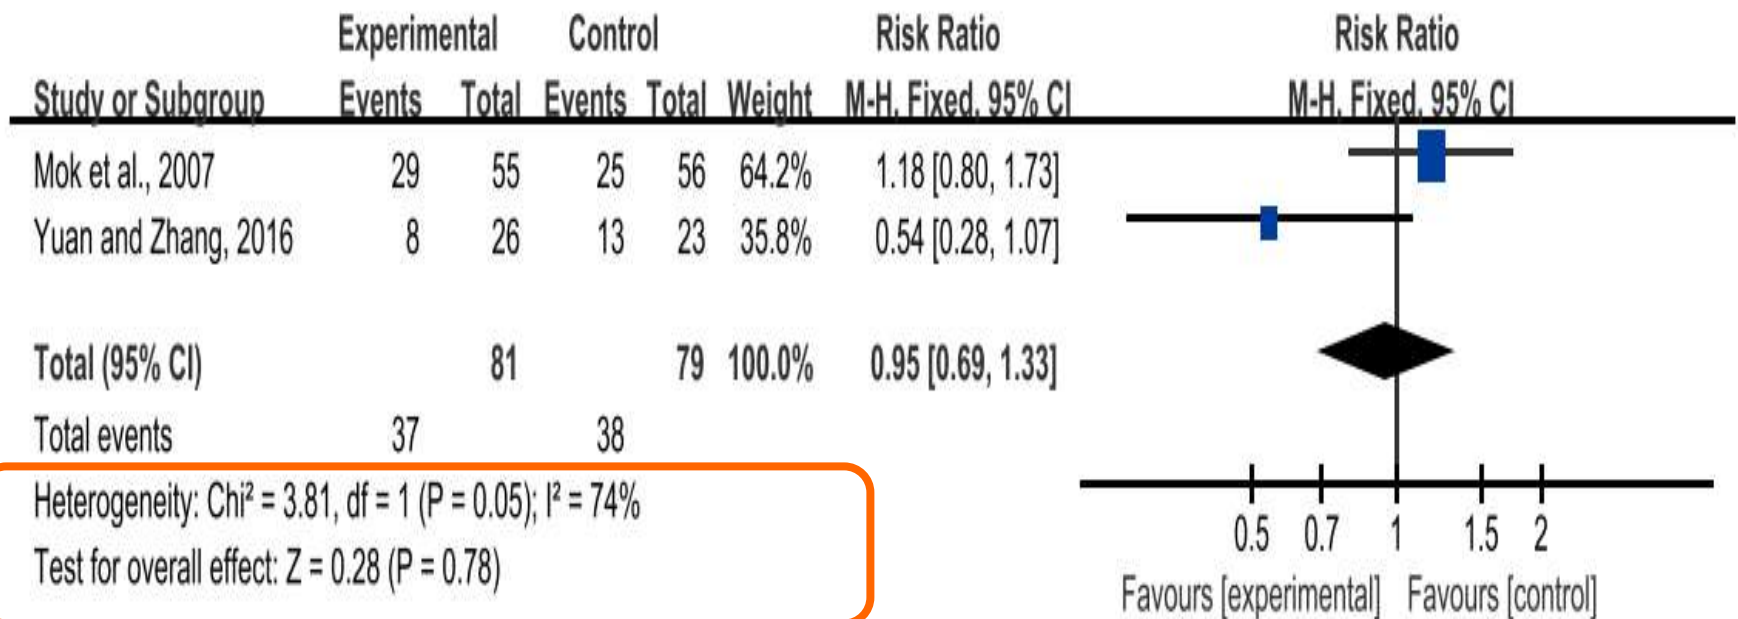 Experimental Control Risk Ratio Risk Ratio
Study or Subgroup Events Total Events Total Weight M-H, Fixed, 95% CI M-H, Fixed, 95% CI
Mok et al., 2007 29 55 25 56 64.2% 1.18 [0.80, 1.73]
Yuan and Zhang, 2016 8 26 13 23 35.8% 0.54 [0.28, 1.07]
Total (95% CI) 81 79 100.0% 0.95 [0.69, 1.33]
Total events 37 38
Heterogeneity: Chi² = 3.81, df = 1 (P = 0.05); I² = 74%
Test for overall effect: Z = 0.28 (P = 0.78)
0.5 0.7 1 1.5 2
Favours [experimental] Favours [control]